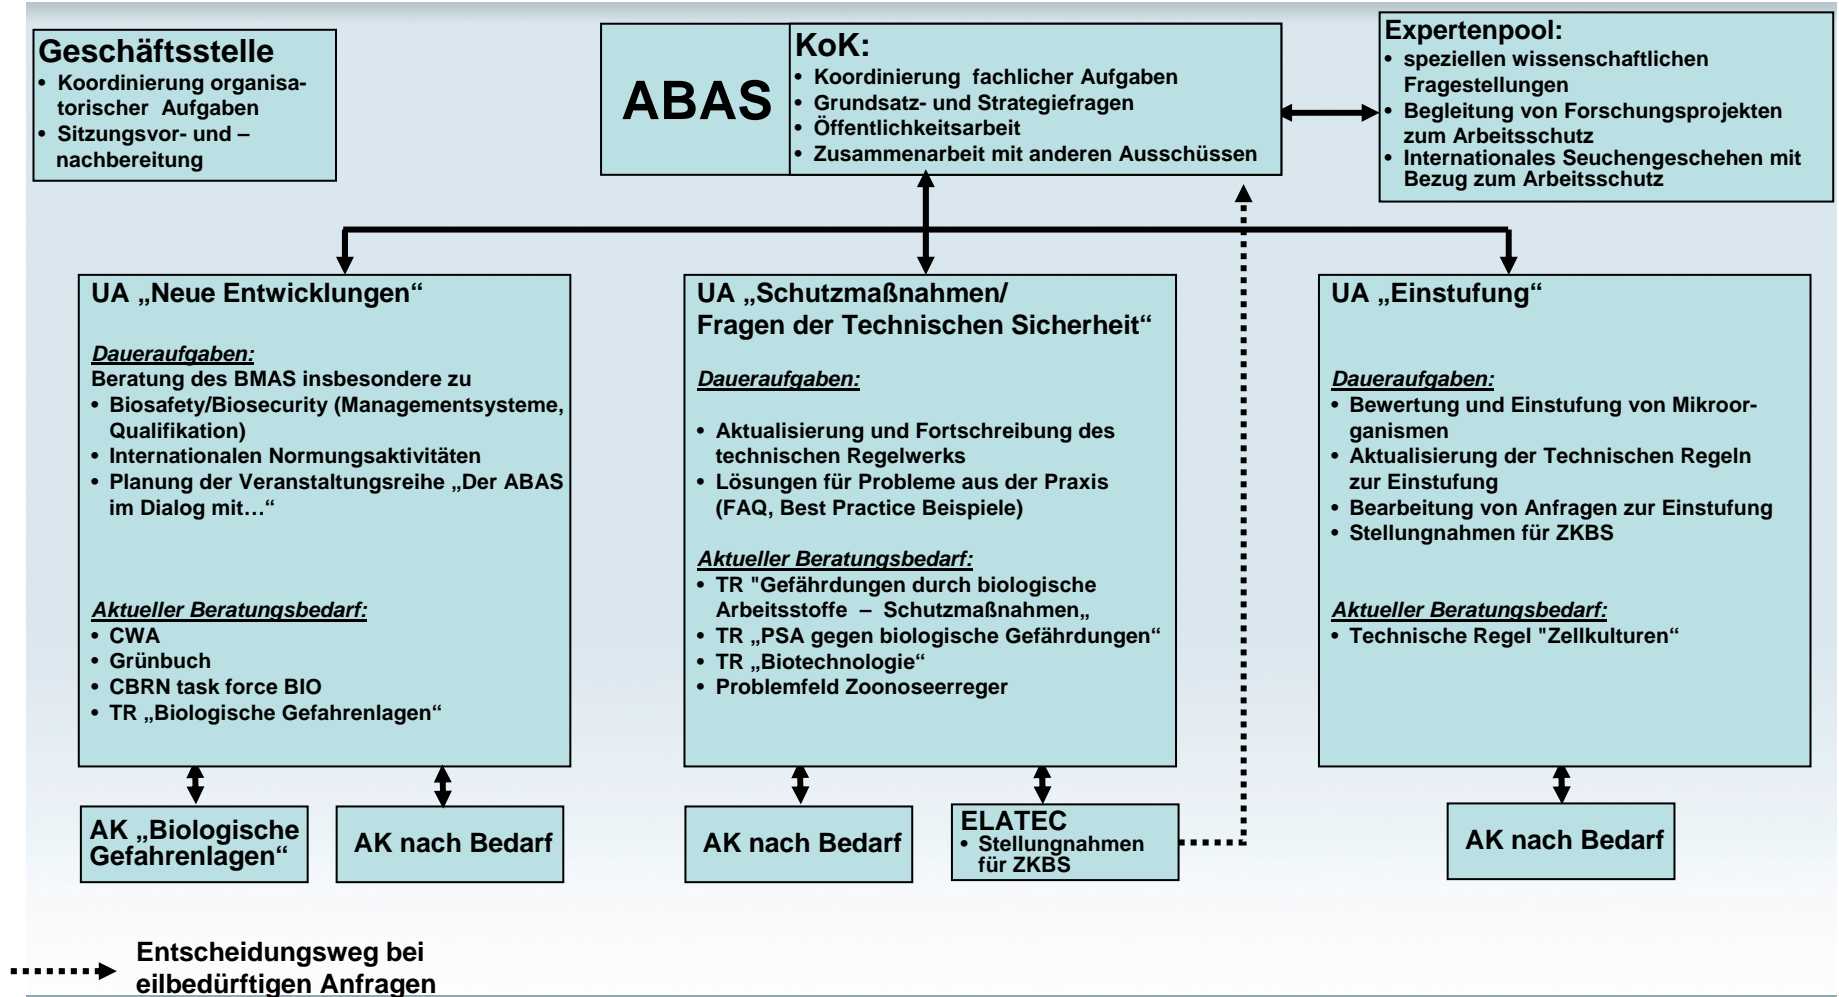 Geschäftsstelle
• Koordinierung organisa-
torischer Aufgaben
• Sitzungsvor- und –
nachbereitung
ABAS
KoK:
• Koordinierung fachlicher Aufgaben
• Grundsatz- und Strategiefragen
• Öffentlichkeitsarbeit
• Zusammenarbeit mit anderen Ausschüssen
Expertenpool:
• speziellen wissenschaftlichen
Fragestellungen
• Begleitung von Forschungsprojekten
zum Arbeitsschutz
• Internationales Seuchengeschehen mit
Bezug zum Arbeitsschutz
UA „Neue Entwicklungen“
Daueraufgaben:
Beratung des BMAS insbesondere zu
• Biosafety/Biosecurity (Managementsysteme,
Qualifikation)
• Internationalen Normungsaktivitäten
• Planung der Veranstaltungsreihe „Der ABAS
im Dialog mit…“
Aktueller Beratungsbedarf:
• CWA
• Grünbuch
• CBRN task force BIO
• TR „Biologische Gefahrenlagen“
UA „Schutzmaßnahmen/
Fragen der Technischen Sicherheit“
Daueraufgaben:
• Aktualisierung und Fortschreibung des
technischen Regelwerks
• Lösungen für Probleme aus der Praxis
(FAQ, Best Practice Beispiele)
Aktueller Beratungsbedarf:
• TR "Gefährdungen durch biologische
Arbeitsstoffe – Schutzmaßnahmen„
• TR „PSA gegen biologische Gefährdungen“
• TR „Biotechnologie“
• Problemfeld Zoonoseerreger
UA „Einstufung“
Daueraufgaben:
• Bewertung und Einstufung von Mikroor-
ganismen
• Aktualisierung der Technischen Regeln
zur Einstufung
• Bearbeitung von Anfragen zur Einstufung
• Stellungnahmen für ZKBS
Aktueller Beratungsbedarf:
• Technische Regel "Zellkulturen“
AK „Biologische
Gefahrenlagen“
AK nach Bedarf
AK nach Bedarf
ELATEC
• Stellungnahmen
für ZKBS
AK nach Bedarf
Entscheidungsweg bei
eilbedürftigen Anfragen